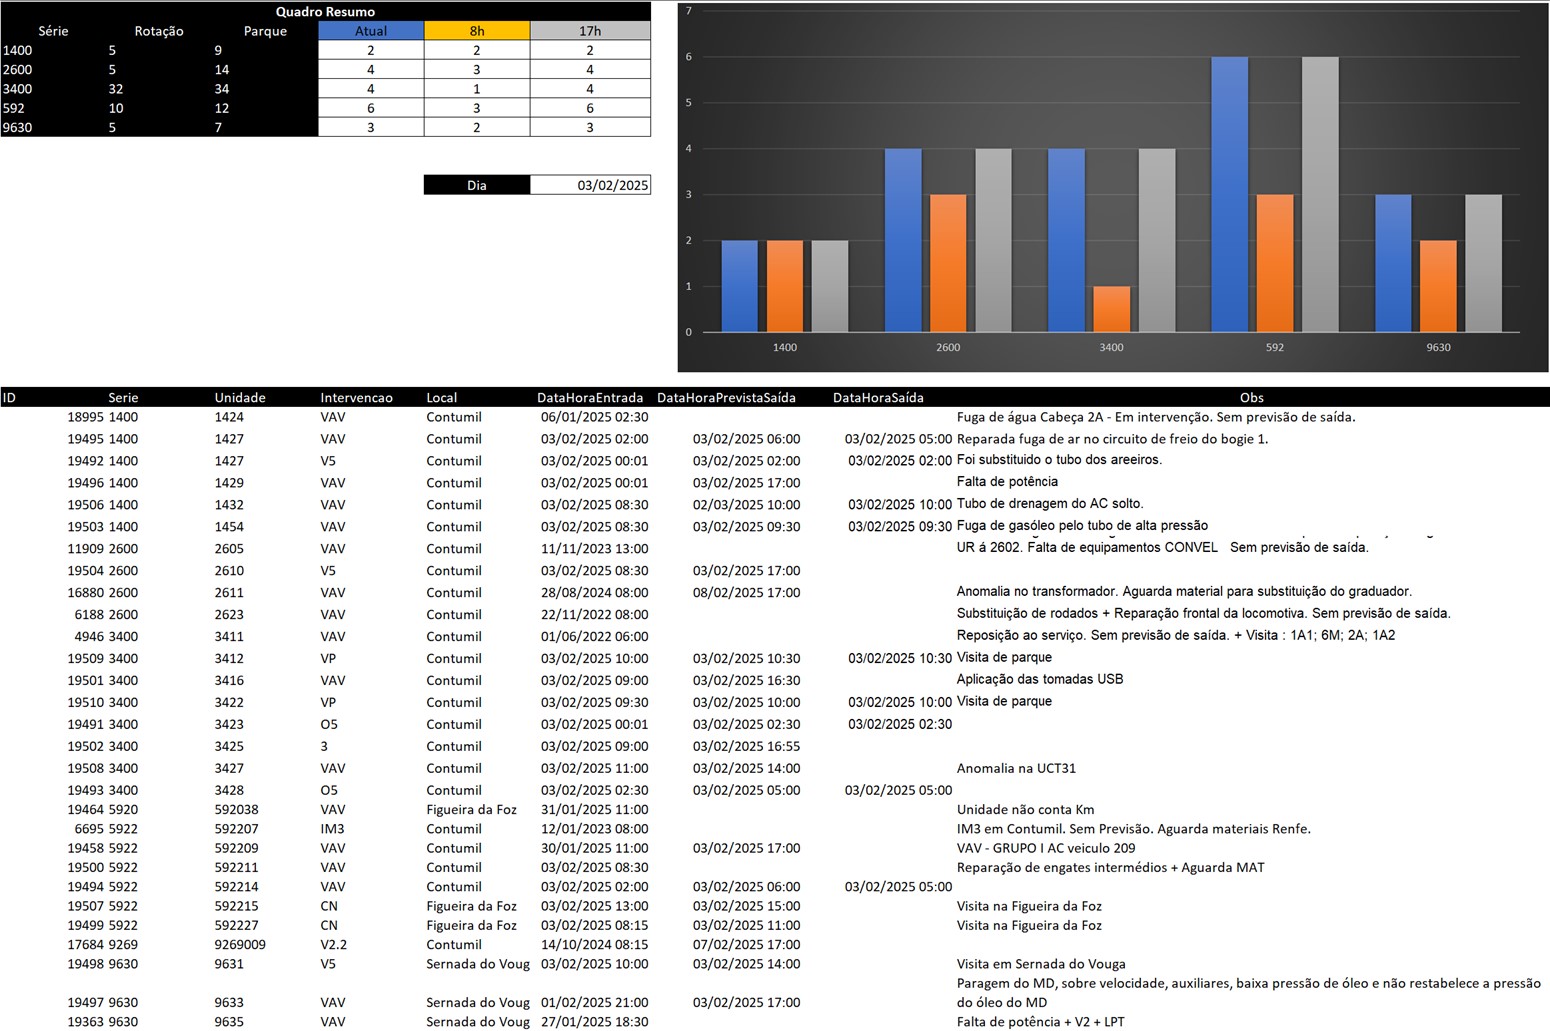 Quadro Resumo
Série Rotação Parque Atual 8h 17h
1400 5 9 2 2 2
2600 5 14 4 3 4
3400 32 34 4 1 4
592 10 12 6 3 6
9630 5 7 3 2 3
Dia 03/02/2025
7
6
5
4
3
2
1
0
1400 2600 3400 592 9630
ID Serie Unidade Intervencao Local DataHoraEntrada DataHoraPrevistaSaída DataHoraSaída Obs
18995 1400 1424 VAV Contumil 06/01/2025 02:30 Fuga de água Cabeça 2A - Em intervenção. Sem previsão de saída.
19495 1400 1427 VAV Contumil 03/02/2025 02:00 03/02/2025 06:00 03/02/2025 05:00 Reparada fuga de ar no circuito de freio do bogie 1.
19492 1400 1427 V5 Contumil 03/02/2025 00:01 03/02/2025 02:00 03/02/2025 02:00 Foi substituido o tubo dos areeiros.
19496 1400 1429 VAV Contumil 03/02/2025 00:01 03/02/2025 17:00 Falta de potência
19506 1400 1432 VAV Contumil 03/02/2025 08:30 02/03/2025 10:00 03/02/2025 10:00 Tubo de drenagem do AC solto.
19503 1400 1454 VAV Contumil 03/02/2025 08:30 03/02/2025 09:30 03/02/2025 09:30 Fuga de gasóleo pelo tubo de alta pressão
11909 2600 2605 VAV Contumil 11/11/2023 13:00 UR á 2602. Falta de equipamentos CONVEL Sem previsão de saída.
19504 2600 2610 V5 Contumil 03/02/2025 08:30 03/02/2025 17:00
16880 2600 2611 VAV Contumil 28/08/2024 08:00 08/02/2025 17:00 Anomalia no transformador. Aguarda material para substituição do graduador.
6188 2600 2623 VAV Contumil 22/11/2022 08:00 Substituição de rodados + Reparação frontal da locomotiva. Sem previsão de saída.
4946 3400 3411 VAV Contumil 01/06/2022 06:00 Reposição ao serviço. Sem previsão de saída. + Visita : 1A1; 6M; 2A; 1A2
19509 3400 3412 VP Contumil 03/02/2025 10:00 03/02/2025 10:30 03/02/2025 10:30 Visita de parque
19501 3400 3416 VAV Contumil 03/02/2025 09:00 03/02/2025 16:30 Aplicação das tomadas USB
19510 3400 3422 VP Contumil 03/02/2025 09:30 03/02/2025 10:00 03/02/2025 10:00 Visita de parque
19491 3400 3423 O5 Contumil 03/02/2025 00:01 03/02/2025 02:30 03/02/2025 02:30
19502 3400 3425 3 Contumil 03/02/2025 09:00 03/02/2025 16:55
19508 3400 3427 VAV Contumil 03/02/2025 11:00 03/02/2025 14:00 Anomalia na UCT31
19493 3400 3428 O5 Contumil 03/02/2025 02:30 03/02/2025 05:00 03/02/2025 05:00
19464 5920 592038 VAV Figueira da Foz 31/01/2025 11:00 Unidade não conta Km
6695 5922 592207 IM3 Contumil 12/01/2023 08:00 IM3 em Contumil. Sem Previsão. Aguarda materiais Renfe.
19458 5922 592209 VAV Contumil 30/01/2025 11:00 03/02/2025 17:00 VAV - GRUPO I AC veiculo 209
19500 5922 592211 VAV Contumil 03/02/2025 08:30 Reparação de engates intermédios + Aguarda MAT
19494 5922 592214 VAV Contumil 03/02/2025 02:00 03/02/2025 06:00 03/02/2025 05:00
19507 5922 592215 CN Figueira da Foz 03/02/2025 13:00 03/02/2025 15:00 Visita na Figueira da Foz
19499 5922 592227 CN Figueira da Foz 03/02/2025 08:15 03/02/2025 11:00 Visita na Figueira da Foz
17684 9269 9269009 V2.2 Contumil 14/10/2024 08:15 07/02/2025 17:00
19498 9630 9631 V5 Sernada do Voug 03/02/2025 10:00 03/02/2025 14:00 Visita em Sernada do Vouga
Paragem do MD, sobre velocidade, auxiliares, baixa pressão de óleo e não restabelece a pressão
19497 9630 9633 VAV Sernada do Voug 01/02/2025 21:00 03/02/2025 17:00 do óleo do MD
19363 9630 9635 VAV Sernada do Voug 27/01/2025 18:30 Falta de potência + V2 + LPT